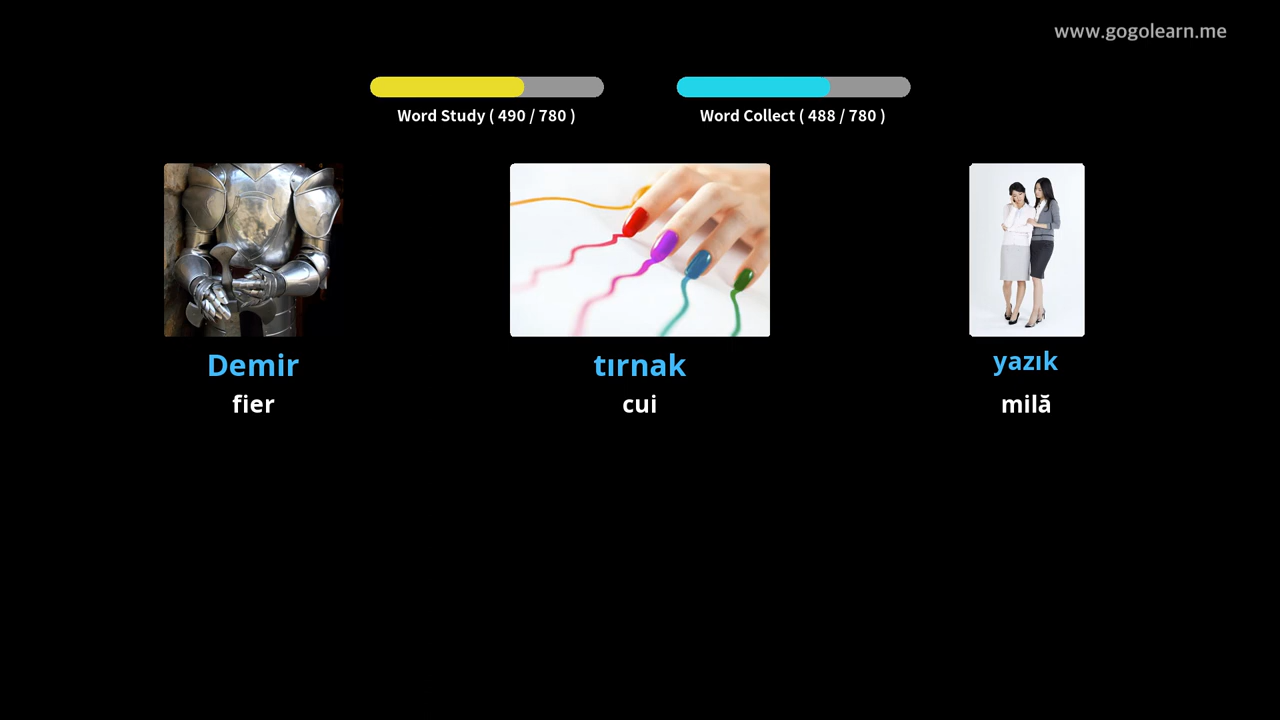 www.gogolearn.me
Word Study ( 490 / 780 )
Word Collect ( 488 / 780 )
Demir
fier
tırnak
cui
yazık
milă